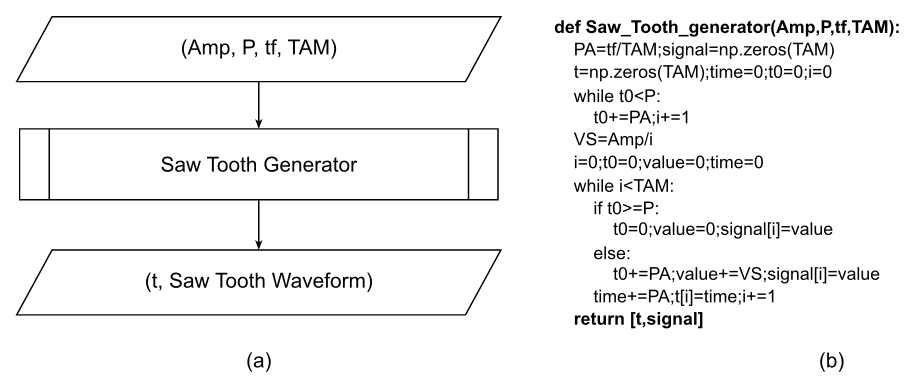 (Amp, P, tf, TAM)
Saw Tooth Generator
(t, Saw Tooth Waveform)
(a)
def Saw_Tooth_generator(Amp,P,tf,TAM):
PA=tf/TAM;signal=np.zeros(TAM)
t=np.zeros(TAM);time=0;t0=0;i=0
while t0<P:
t0+=PA;i+=1
VS=Amp/i
i=0;t0=0;value=0;time=0
while i<TAM:
if t0>=P:
t0=0;value=0;signal[i]=value
else:
t0+=PA;value+=VS;signal[i]=value
time+=PA;t[i]=time;i+=1
return [t,signal]
(b)